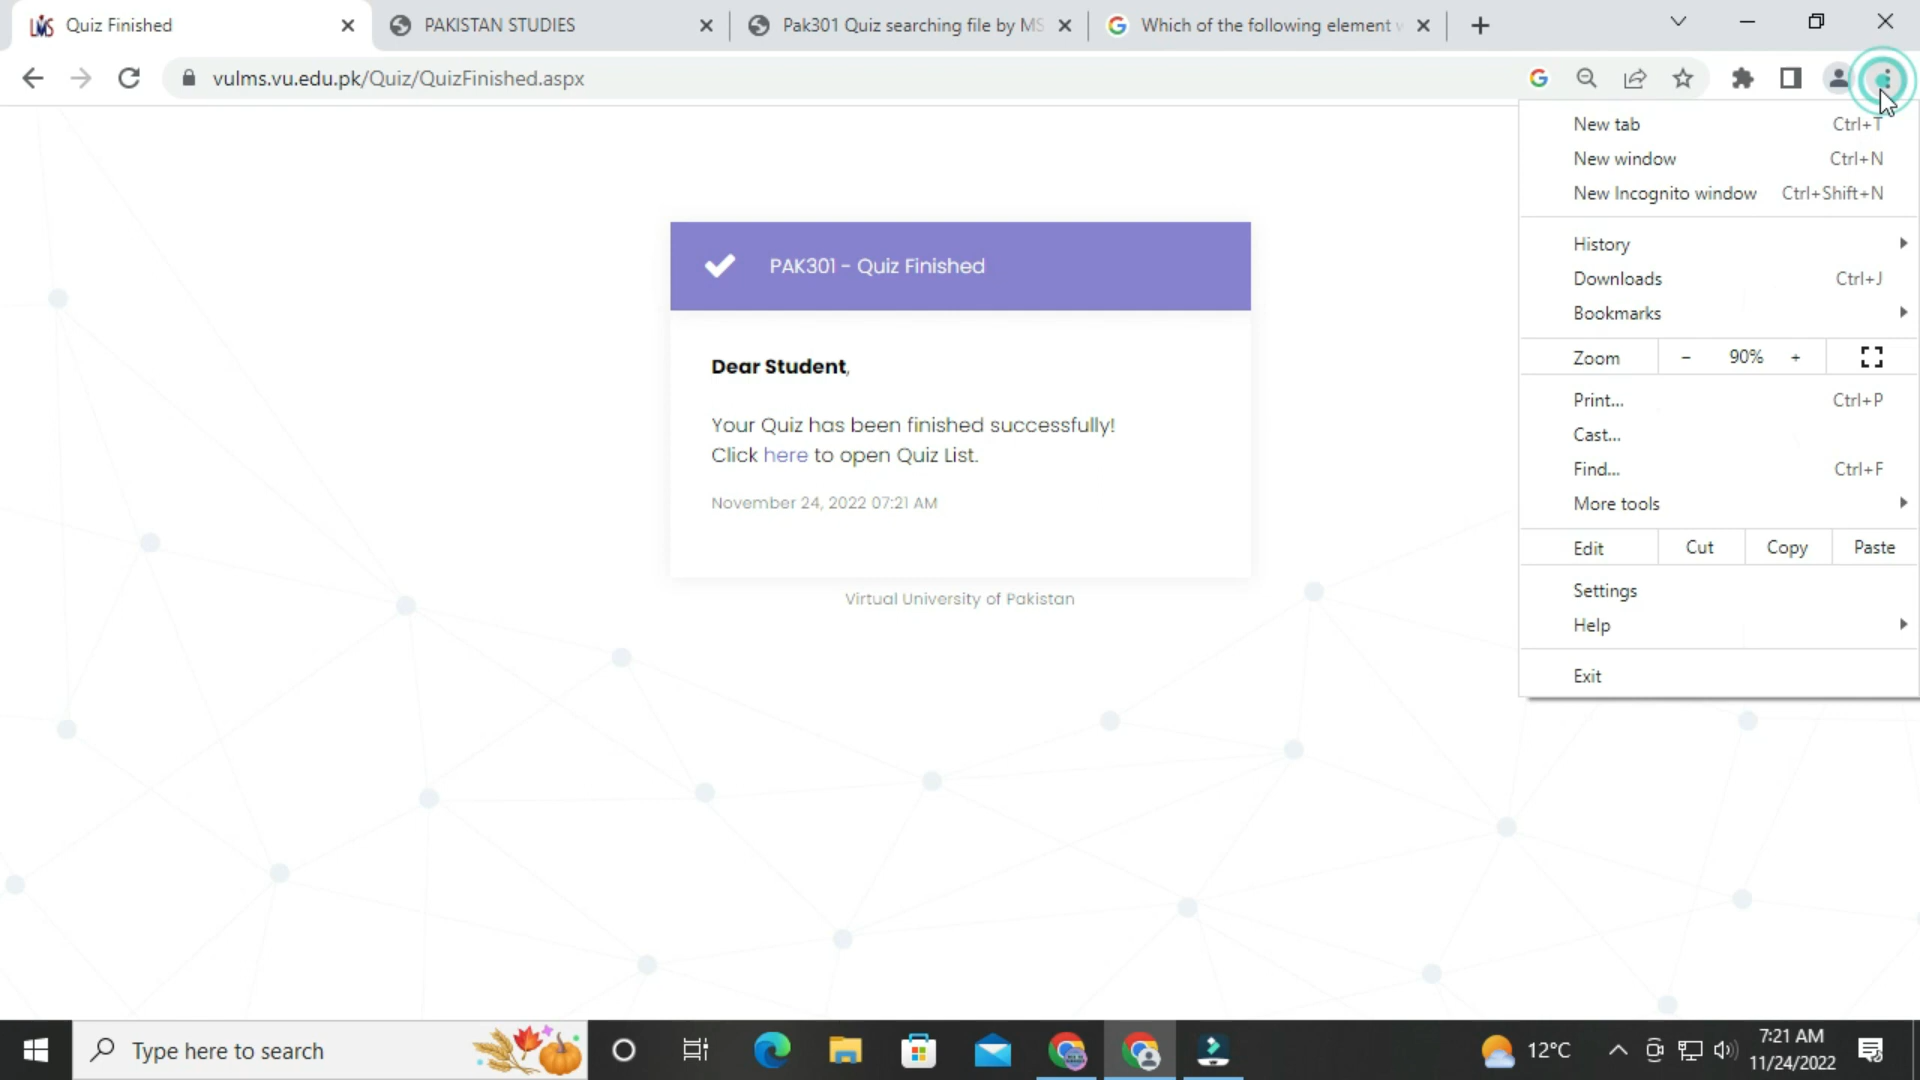 Quiz Finished
PAKISTAN STUDIES
Pak301 Quiz searching file by MS
Which of the following element w
vulms.vu.edu.pk/Quiz/QuizFinished.aspx
New tab Ctrl+T
New window Ctrl+N
New Incognito window Ctrl+Shift+N
History
Downloads Ctrl+J
Bookmarks
Zoom - 90% +
Print... Ctrl+P
Cast...
Find... Ctrl+F
More tools
Edit Cut Copy Paste
Settings
Help
Exit
PAK301 - Quiz Finished
Dear Student,
Your Quiz has been finished successfully!
Click here to open Quiz List.
November 24, 2022 07:21 AM
Virtual University of Pakistan
Type here to search
12°C
7:21 AM
11/24/2022